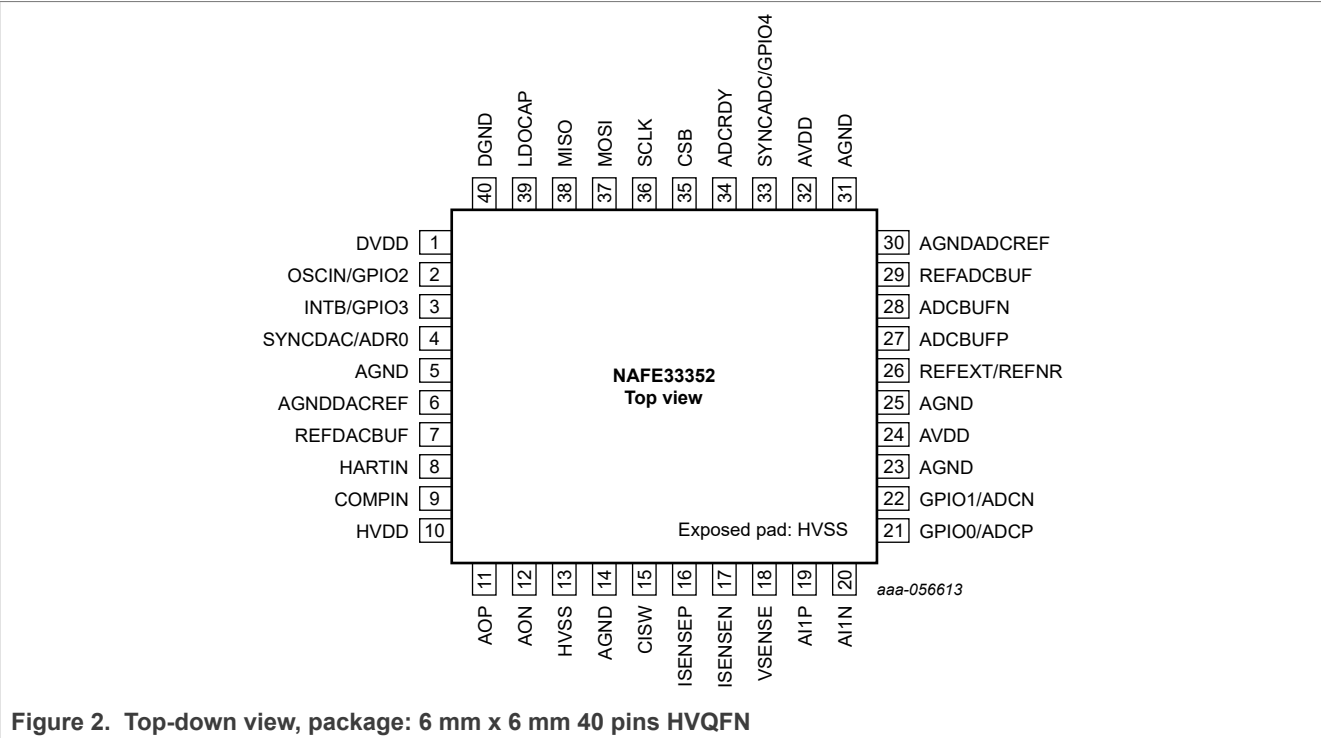 DGND
LDOCAP
MISO
MOSI
SCLK
CSB
ADCRDY
SYNCADC/GPIO4
AVDD
AGND
40 39 38 37 36 35 34 33 32 31
DVDD 1
OSCIN/GPIO2 2
INTB/GPIO3 3
SYNCDAC/ADR0 4
AGND 5
AGNDDACREF 6
REFDACBUF 7
HARTIN 8
COMPIN 9
HVDD 10
NAFE33352
Top view
Exposed pad: HVSS
30 AGNDADCREF
29 REFADCBUF
28 ADCBUFN
27 ADCBUFP
26 REFEXT/REFNR
25 AGND
24 AVDD
23 AGND
22 GPIO1/ADCN
21 GPIO0/ADCP
11 12 13 14 15 16 17 18 19 20
AOP
AON
HVSS
AGND
CISW
ISENSEP
ISENSEN
VSENSE
AI1P
AI1N
aaa-056613
Figure 2. Top-down view, package: 6 mm x 6 mm 40 pins HVQFN